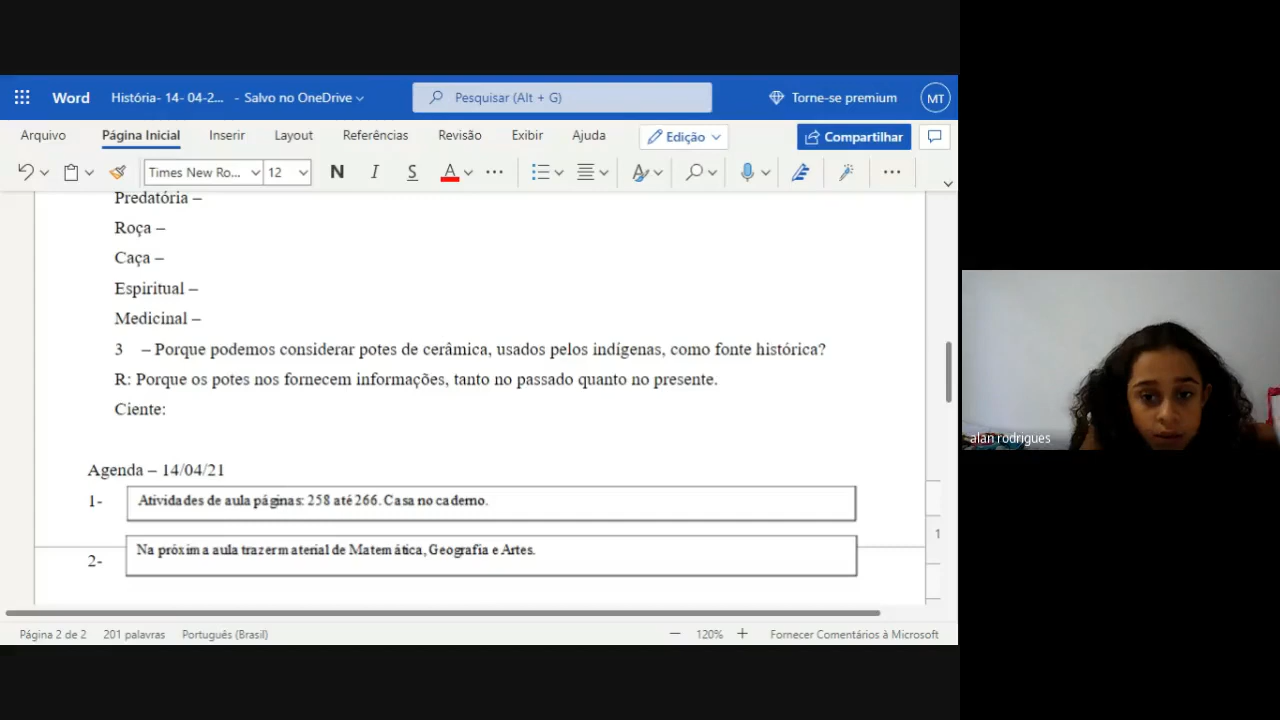 Word História- 14- 04-2... - Salvo no OneDrive Pesquisar (Alt + G) Torne-se premium MT
Arquivo Página Inicial Inserir Layout Referências Revisão Exibir Ajuda Edição Compartilhar
Times New Ro... 12 N I S A
Predatória –
Roça –
Caça –
Espiritual –
Medicinal –
3 – Porque podemos considerar potes de cerâmica, usados pelos indígenas, como fonte histórica?
R: Porque os potes nos fornecem informações, tanto no passado quanto no presente.
Ciente:
Agenda – 14/04/21
1- Atividades de aula páginas: 258 até 266. Casa no caderno.
2- Na próxima aula trazer material de Matemática, Geografia e Artes.
1
Página 2 de 2 201 palavras Português (Brasil) — 120% + Fornecer Comentários à Microsoft
alan rodrigues